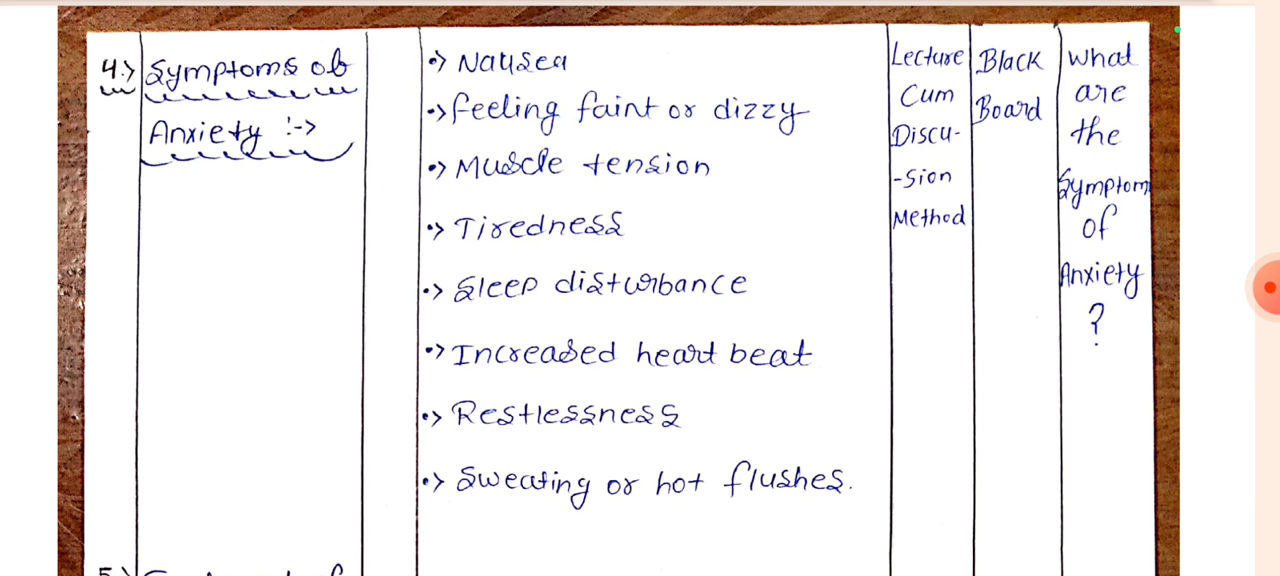 4.> Symptoms of
Anxiety :->
•> Nausea
•> feeling faint or dizzy
•> Muscle tension
•> Tiredness
•> Sleep disturbance
•> Increased heart beat
•> Restlessness
•> Sweating or hot flushes.
Lecture
Cum
Discu-
-sion
Method
Black
Board
What
are
the
Symptom
of
Anxiety
?
5.>